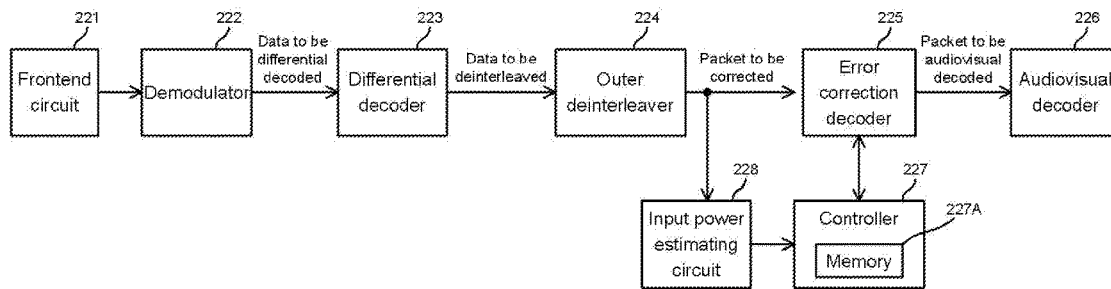 221
222
223
224
225
226
Frontend
circuit
Demodulator
Data to be
differential
decoded
Differential
decoder
Data to be
deinterleaved
Outer
deinterleaver
Packet to be
corrected
Error
correction
decoder
Packet to be
audiovisual
decoded
Audiovisual
decoder
228
227
Input power
estimating
circuit
Controller
227A
Memory